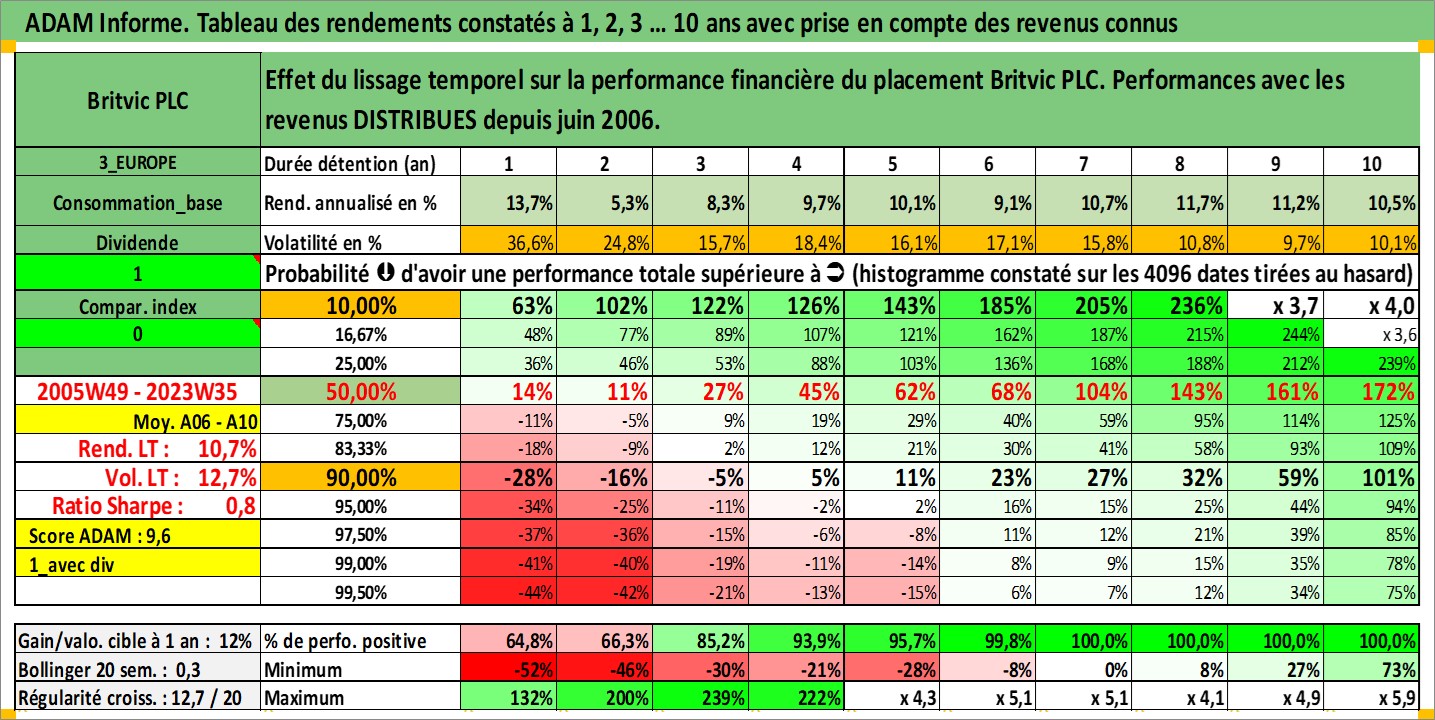 ADAM Informe. Tableau des rendements constatés à 1, 2, 3 ... 10 ans avec prise en compte des revenus connus
Britvic PLC
Effet du lissage temporel sur la performance financière du placement Britvic PLC. Performances avec les
revenus DISTRIBUES depuis juin 2006.
3_EUROPE Durée détention (an) 1 2 3 4 5 6 7 8 9 10
Consommation_base Rend. annualisé en % 13,7% 5,3% 8,3% 9,7% 10,1% 9,1% 10,7% 11,7% 11,2% 10,5%
Dividende Volatilité en % 36,6% 24,8% 15,7% 18,4% 16,1% 17,1% 15,8% 10,8% 9,7% 10,1%
1 Probabilité ⬇ d'avoir une performance totale supérieure à ➲ (histogramme constaté sur les 4096 dates tirées au hasard)
Compar. index 10,00% 63% 102% 122% 126% 143% 185% 205% 236% x 3,7 x 4,0
0 16,67% 48% 77% 89% 107% 121% 162% 187% 215% 244% x 3,6
25,00% 36% 46% 53% 88% 103% 136% 168% 188% 212% 239%
2005W49 - 2023W35 50,00% 14% 11% 27% 45% 62% 68% 104% 143% 161% 172%
Moy. A06 - A10 75,00% -11% -5% 9% 19% 29% 40% 59% 95% 114% 125%
Rend. LT : 10,7% 83,33% -18% -9% 2% 12% 21% 30% 41% 58% 93% 109%
Vol. LT : 12,7% 90,00% -28% -16% -5% 5% 11% 23% 27% 32% 59% 101%
Ratio Sharpe : 0,8 95,00% -34% -25% -11% -2% 2% 16% 15% 25% 44% 94%
Score ADAM : 9,6 97,50% -37% -36% -15% -6% -8% 11% 12% 21% 39% 85%
1_avec div 99,00% -41% -40% -19% -11% -14% 8% 9% 15% 35% 78%
99,50% -44% -42% -21% -13% -15% 6% 7% 12% 34% 75%
Gain/valo. cible à 1 an : 12% % de perfo. positive 64,8% 66,3% 85,2% 93,9% 95,7% 99,8% 100,0% 100,0% 100,0% 100,0%
Bollinger 20 sem. : 0,3 Minimum -52% -46% -30% -21% -28% -8% 0% 8% 27% 73%
Régularité croiss. : 12,7 / 20 Maximum 132% 200% 239% 222% x 4,3 x 5,1 x 5,1 x 4,1 x 4,9 x 5,9